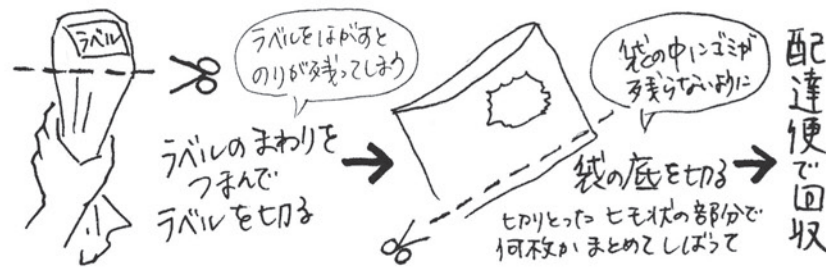 ラベル
ラベルをはがすと
のりが残ってしまう
ラベルのまわりを
つまんで
ラベルを切る
袋の中にゴミが
残らないように
袋の底を切る
切りとった ヒモ状の部分で
何枚か まとめてしばって
配達便で回収